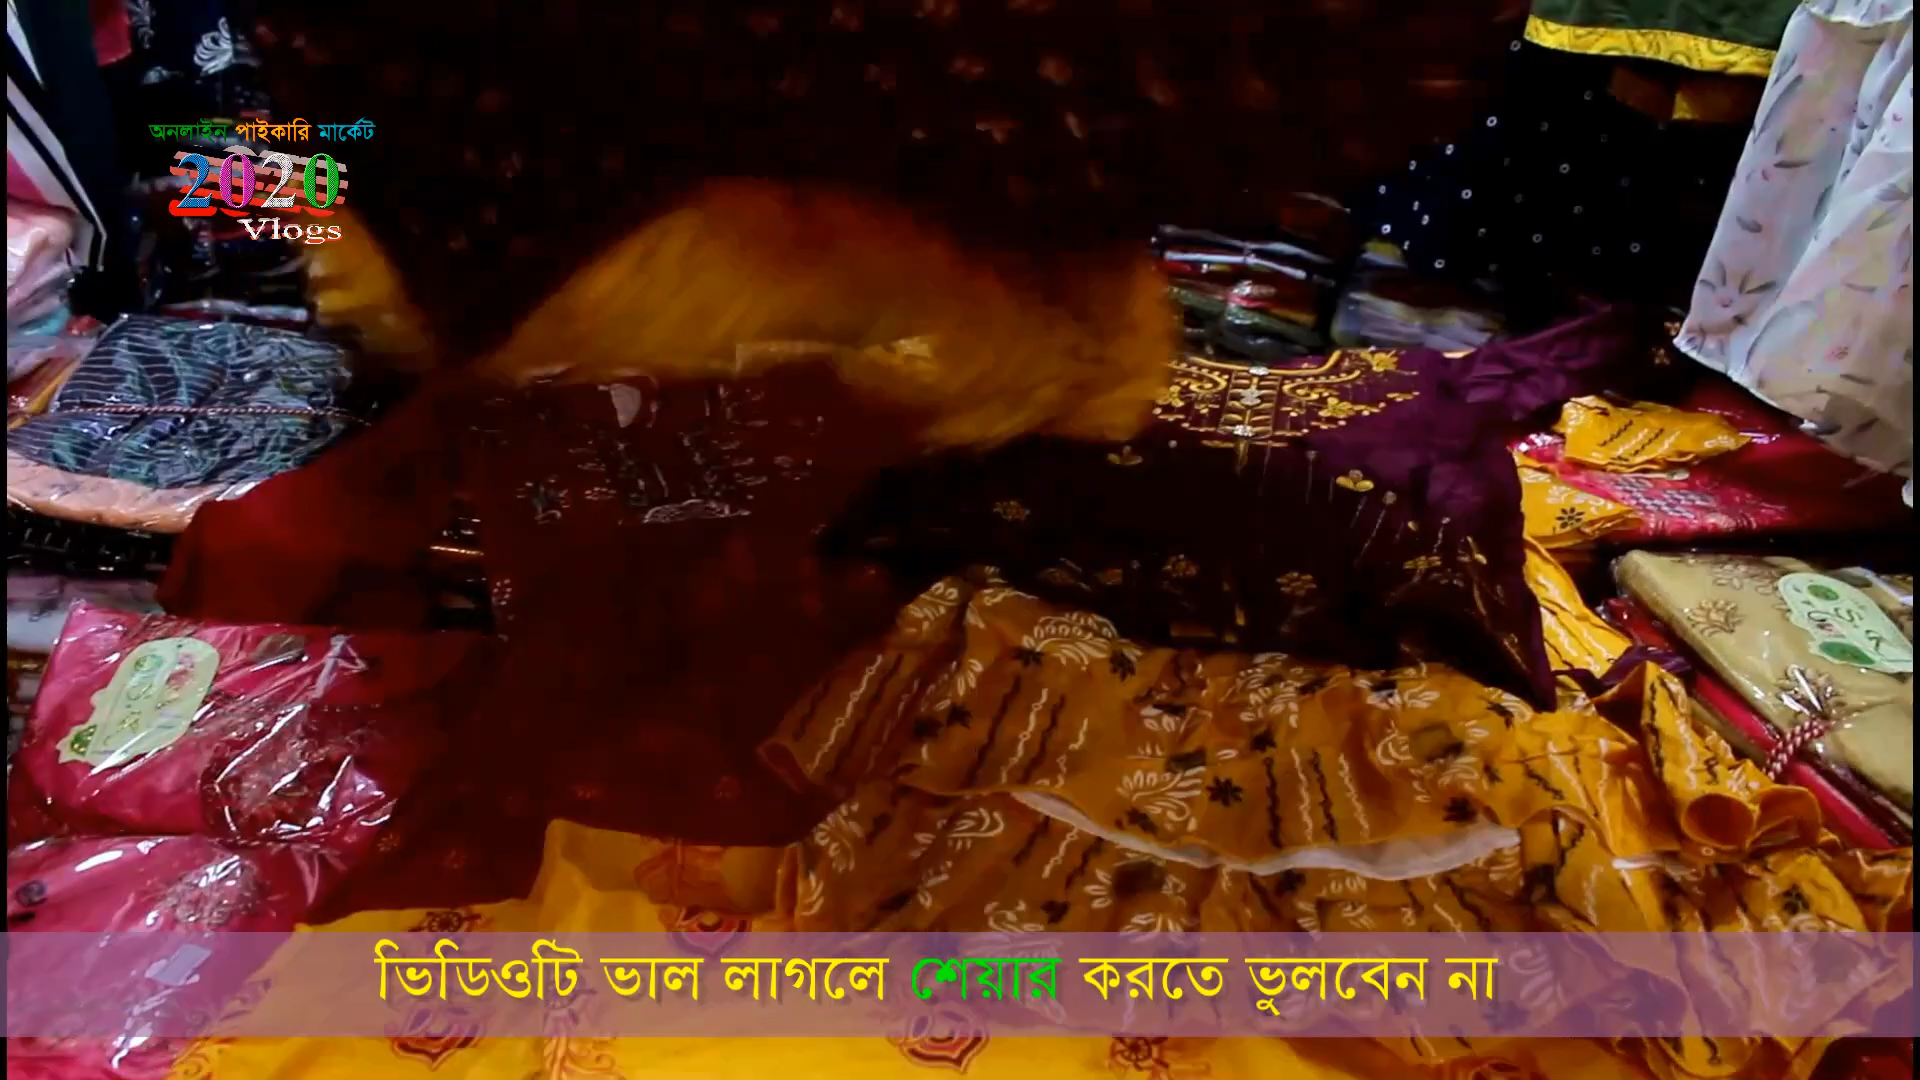 অনলাইন পাইকারি মার্কেট
2020
Vlogs
ভিডিওটি ভাল লাগলে শেয়ার করতে ভুলবেন না